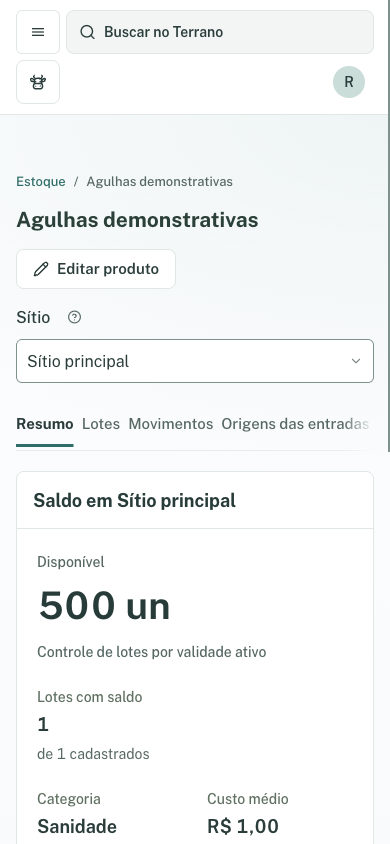 Buscar no Terrano
R
Estoque / Agulhas demonstrativas
Agulhas demonstrativas
Editar produto
Sítio
Sítio principal
Resumo Lotes Movimentos Origens das entradas
Saldo em Sítio principal
Disponível
500 un
Controle de lotes por validade ativo
Lotes com saldo
1
de 1 cadastrados
Categoria Custo médio
Sanidade R$ 1,00